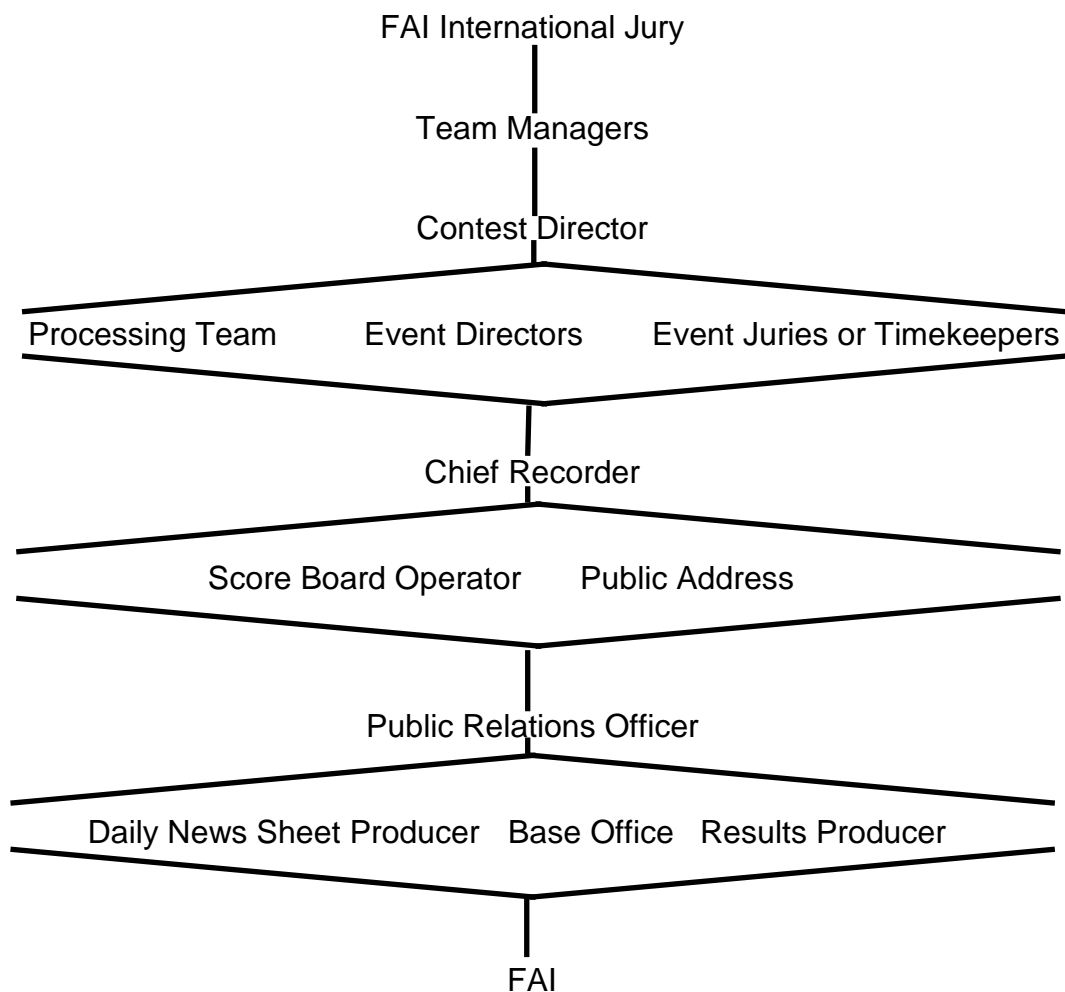 FAI International Jury
Team Managers
Contest Director
Processing Team Event Directors Event Juries or Timekeepers
Chief Recorder
Score Board Operator Public Address
Public Relations Officer
Daily News Sheet Producer Base Office Results Producer
FAI